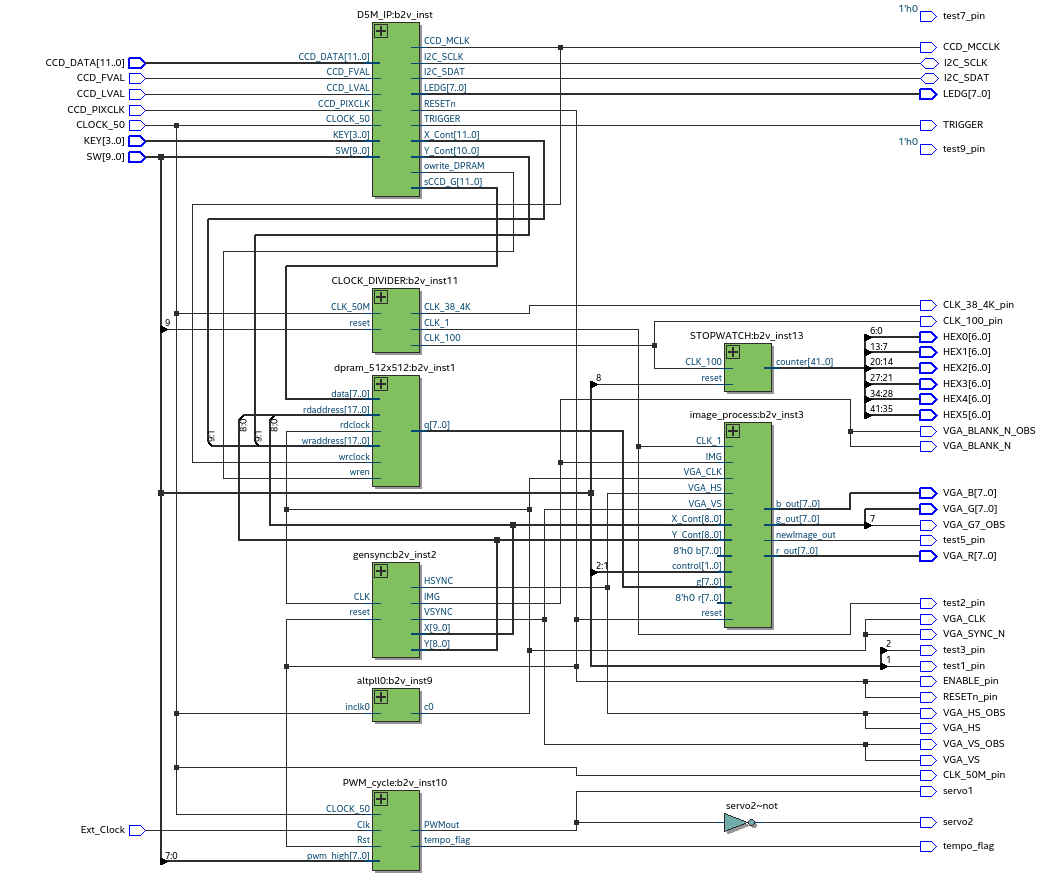 D5M_IP:b2v_inst
CCD_DATA[11..0]
CCD_FVAL
CCD_LVAL
CCD_PIXCLK
CLOCK_50
KEY[3..0]
SW[9..0]
CCD_DATA[11..0]
CCD_FVAL
CCD_LVAL
CCD_PIXCLK
CLOCK_50
KEY[3..0]
SW[9..0]
CCD_MCLK
I2C_SCLK
I2C_SDAT
LEDG[7..0]
RESETn
TRIGGER
X_Cont[11..0]
Y_Cont[10..0]
owrite_DPRAM
sCCD_G[11..0]
1'h0 test7_pin
CCD_MCCLK
I2C_SCLK
I2C_SDAT
LEDG[7..0]
TRIGGER
1'h0 test9_pin
CLOCK_DIVIDER:b2v_inst11
9
CLK_50M
reset
CLK_38_4K
CLK_1
CLK_100
dpram_512x512:b2v_inst1
data[7..0]
rdaddress[17..0]
rdclock
wraddress[17..0]
wrclock
wren
q[7..0]
9:1
8:0
9:1
8:0
STOPWATCH:b2v_inst13
8
CLK_100
reset
counter[41..0]
6:0
13:7
20:14
27:21
34:28
41:35
CLK_38_4K_pin
CLK_100_pin
HEX0[6..0]
HEX1[6..0]
HEX2[6..0]
HEX3[6..0]
HEX4[6..0]
HEX5[6..0]
VGA_BLANK_N_OBS
VGA_BLANK_N
image_process:b2v_inst3
CLK_1
IMG
VGA_CLK
VGA_HS
VGA_VS
X_Cont[8..0]
Y_Cont[8..0]
8'h0 b[7..0]
2:1
control[1..0]
g[7..0]
8'h0 r[7..0]
reset
b_out[7..0]
g_out[7..0]
newImage_out
r_out[7..0]
7
VGA_B[7..0]
VGA_G[7..0]
VGA_G7_OBS
test5_pin
VGA_R[7..0]
gensync:b2v_inst2
CLK
reset
HSYNC
IMG
VSYNC
X[9..0]
Y[8..0]
test2_pin
VGA_CLK
VGA_SYNC_N
2
test3_pin
1
test1_pin
ENABLE_pin
RESETn_pin
VGA_HS_OBS
VGA_HS
VGA_VS_OBS
VGA_VS
CLK_50M_pin
altpll0:b2v_inst9
inclk0
c0
PWM_cycle:b2v_inst10
Ext_Clock
7:0
CLOCK_50
Clk
Rst
pwm_high[7..0]
PWMout
tempo_flag
servo2~not
servo1
servo2
tempo_flag